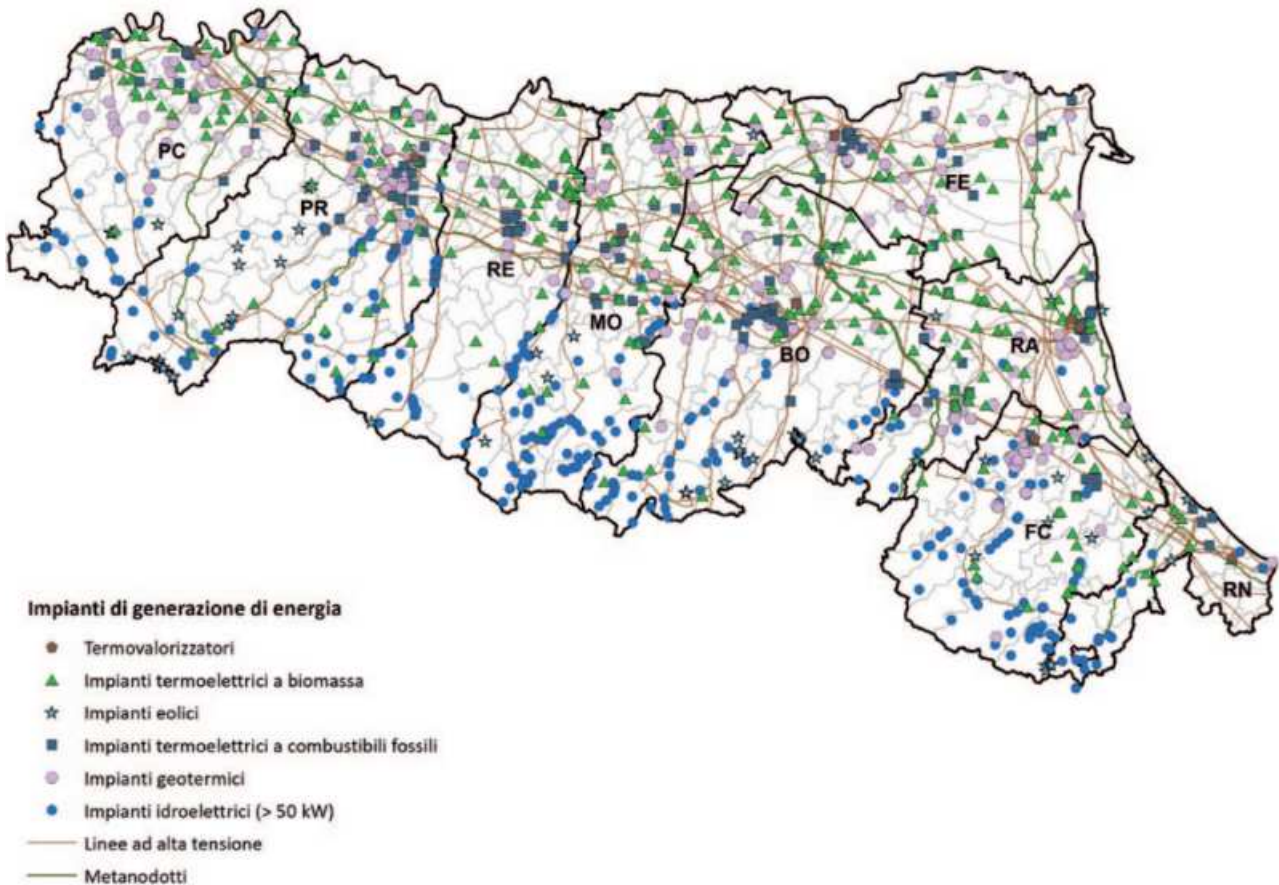 PC
PR
RE
MO
BO
FE
RA
FC
RN
Impianti di generazione di energia
Termovalorizzatori
Impianti termoelettrici a biomassa
Impianti eolici
Impianti termoelettrici a combustibili fossili
Impianti geotermici
Impianti idroelettrici (> 50 kW)
Linee ad alta tensione
Metanodotti